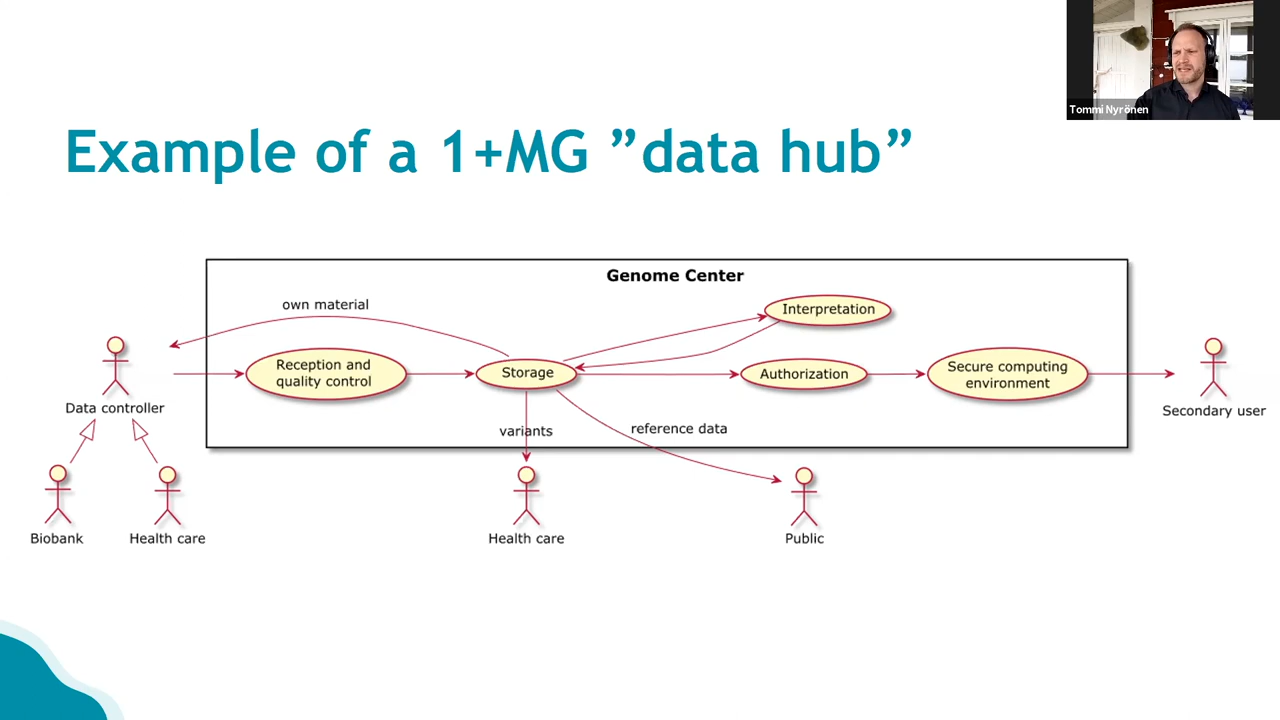 Tommi Nyrönen
Example of a 1+MG ”data hub”
Genome Center
own material
Interpretation
Reception and
quality control
Storage
Authorization
Secure computing
environment
Data controller
Secondary user
variants
reference data
Biobank
Health care
Health care
Public